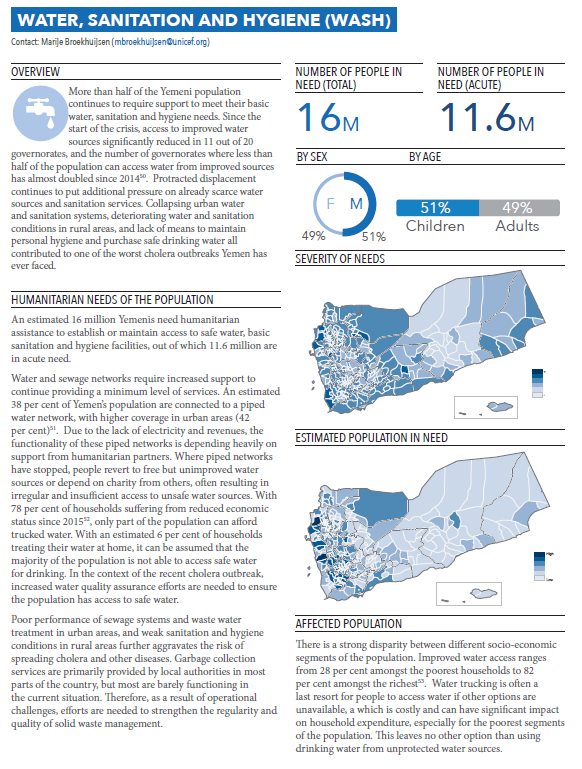 WATER, SANITATION AND HYGIENE (WASH)
Contact: Marije Broekhuijsen (mbroekhuijsen@unicef.org)
OVERVIEW
More than half of the Yemeni population
continues to require support to meet their basic
water, sanitation and hygiene needs. Since the
start of the crisis, access to improved water
sources significantly reduced in 11 out of 20
governorates, and the number of governorates where less than
half of the population can access water from improved sources
has almost doubled since 2014⁵⁰. Protracted displacement
continues to put additional pressure on already scarce water
sources and sanitation services. Collapsing urban water
and sanitation systems, deteriorating water and sanitation
conditions in rural areas, and lack of means to maintain
personal hygiene and purchase safe drinking water all
contributed to one of the worst cholera outbreaks Yemen has
ever faced.
HUMANITARIAN NEEDS OF THE POPULATION
An estimated 16 million Yemenis need humanitarian
assistance to establish or maintain access to safe water, basic
sanitation and hygiene facilities, out of which 11.6 million are
in acute need.
Water and sewage networks require increased support to
continue providing a minimum level of services. An estimated
38 per cent of Yemen's population are connected to a piped
water network, with higher coverage in urban areas (42
per cent)⁵¹. Due to the lack of electricity and revenues, the
functionality of these piped networks is depending heavily on
support from humanitarian partners. Where piped networks
have stopped, people revert to free but unimproved water
sources or depend on charity from others, often resulting in
irregular and insufficient access to unsafe water sources. With
78 per cent of households suffering from reduced economic
status since 2015⁵², only part of the population can afford
trucked water. With an estimated 6 per cent of households
treating their water at home, it can be assumed that the
majority of the population is not able to access safe water
for drinking. In the context of the recent cholera outbreak,
increased water quality assurance efforts are needed to ensure
the population has access to safe water.
Poor performance of sewage systems and waste water
treatment in urban areas, and weak sanitation and hygiene
conditions in rural areas further aggravates the risk of
spreading cholera and other diseases. Garbage collection
services are primarily provided by local authorities in most
parts of the country, but most are barely functioning in
the current situation. Therefore, as a result of operational
challenges, efforts are needed to strengthen the regularity and
quality of solid waste management.
NUMBER OF PEOPLE IN
NEED (TOTAL)
16M
NUMBER OF PEOPLE IN
NEED (ACUTE)
11.6M
BY SEX
F M
49% 51%
BY AGE
51% 49%
Children Adults
SEVERITY OF NEEDS
ESTIMATED POPULATION IN NEED
High
Low
AFFECTED POPULATION
There is a strong disparity between different socio-economic
segments of the population. Improved water access ranges
from 28 per cent amongst the poorest households to 82
per cent amongst the richest⁵³. Water trucking is often a
last resort for people to access water if other options are
unavailable, a which is costly and can have significant impact
on household expenditure, especially for the poorest segments
of the population. This leaves no other option than using
drinking water from unprotected water sources.